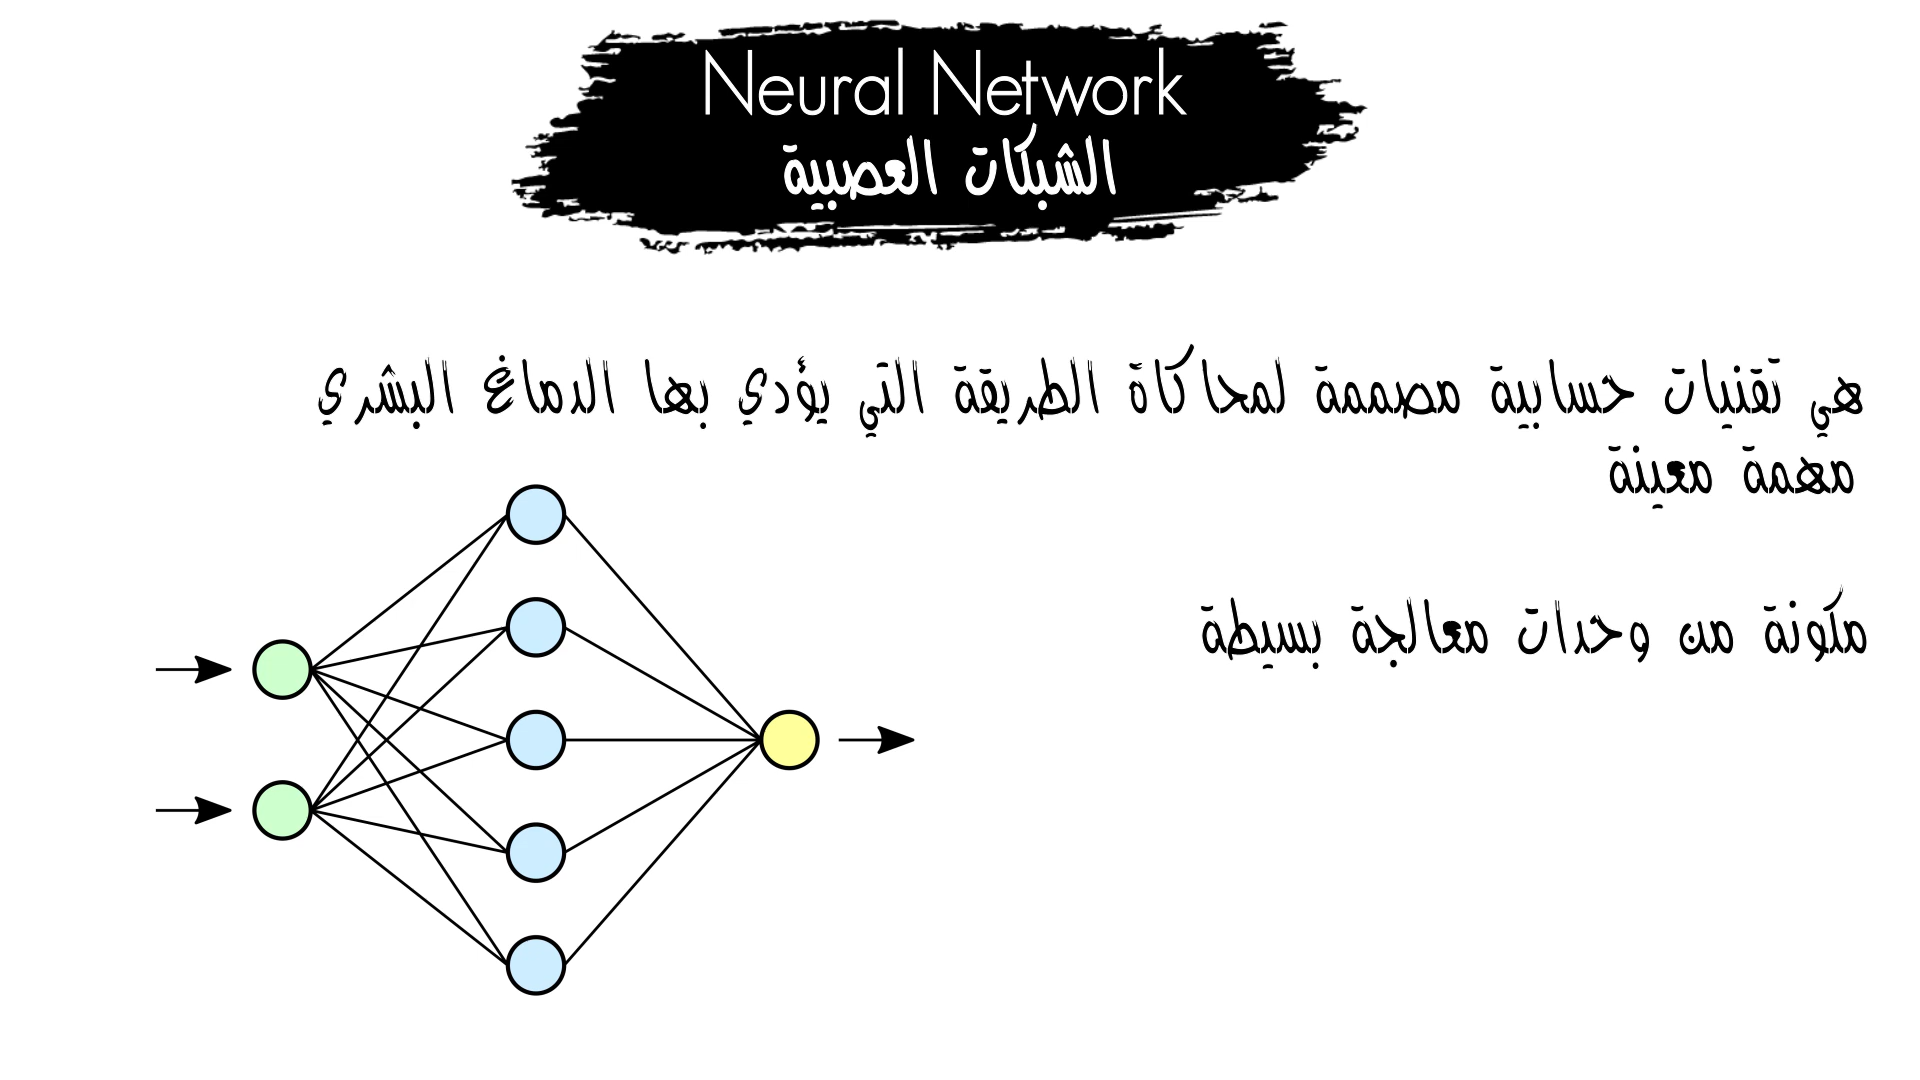 Neural Network
الشبكات العصبية
هي تقنيات حسابية مصممة لمحاكاة الطريقة التي يؤدي بها الدماغ البشري
مهمة معينة
مكونة من وحدات معالجة بسيطة